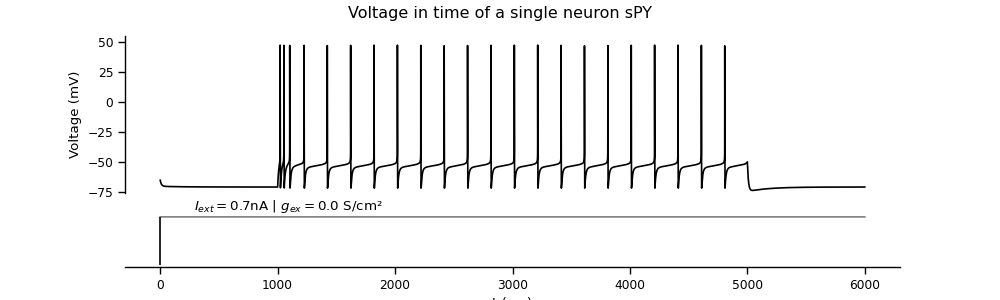 Voltage in time of a single neuron sPY
Voltage (mV)
50
25
0
−25
−50
−75
I_ext = 0.7nA | g_ex = 0.0 S/cm²
0 1000 2000 3000 4000 5000 6000